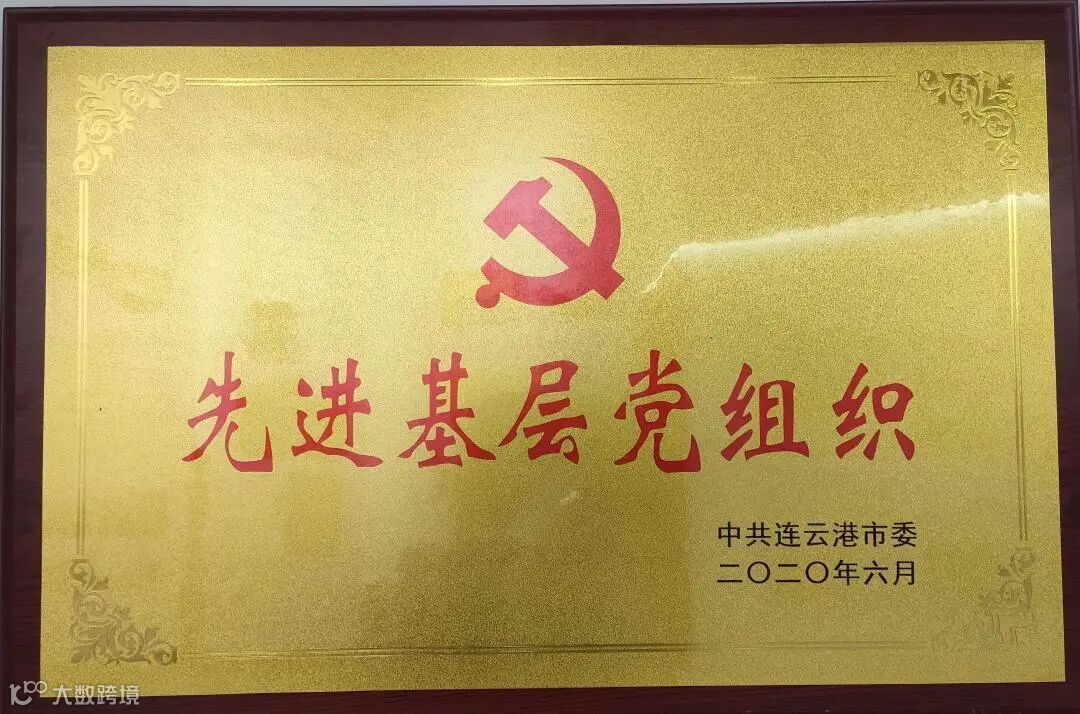 先进基层党组织
中共连云港市委
二〇二〇年六月
大数跨境